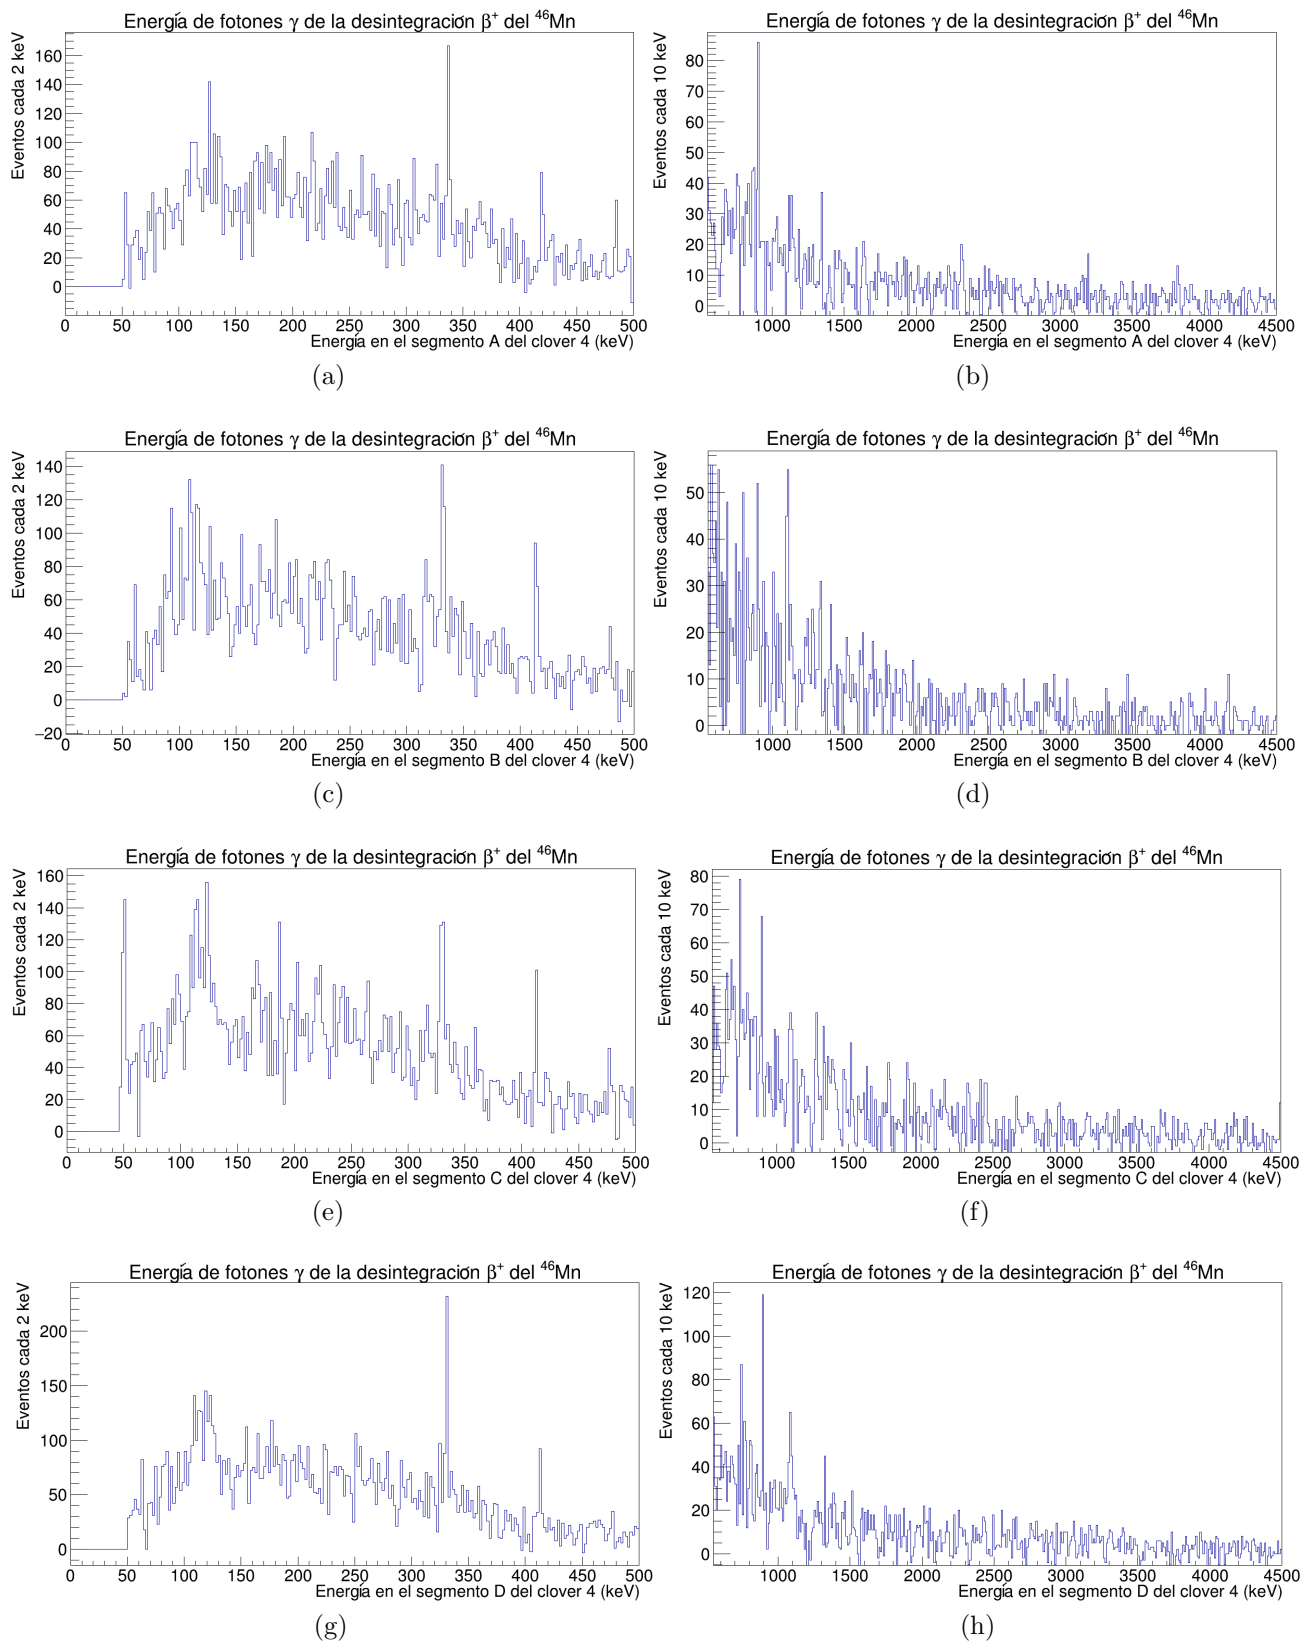 Energía de fotones γ de la desintegración β⁺ del ⁴⁶Mn
Eventos cada 2 keV
160
140
120
100
80
60
40
20
0
0 50 100 150 200 250 300 350 400 450 500
Energía en el segmento A del clover 4 (keV)
(a)
Energía de fotones γ de la desintegración β⁺ del ⁴⁶Mn
Eventos cada 10 keV
80
70
60
50
40
30
20
10
0
1000 1500 2000 2500 3000 3500 4000 4500
Energía en el segmento A del clover 4 (keV)
(b)
Energía de fotones γ de la desintegración β⁺ del ⁴⁶Mn
Eventos cada 2 keV
140
120
100
80
60
40
20
0
−20
0 50 100 150 200 250 300 350 400 450 500
Energía en el segmento B del clover 4 (keV)
(c)
Energía de fotones γ de la desintegración β⁺ del ⁴⁶Mn
Eventos cada 10 keV
50
40
30
20
10
0
1000 1500 2000 2500 3000 3500 4000 4500
Energía en el segmento B del clover 4 (keV)
(d)
Energía de fotones γ de la desintegración β⁺ del ⁴⁶Mn
Eventos cada 2 keV
160
140
120
100
80
60
40
20
0
0 50 100 150 200 250 300 350 400 450 500
Energía en el segmento C del clover 4 (keV)
(e)
Energía de fotones γ de la desintegración β⁺ del ⁴⁶Mn
Eventos cada 10 keV
80
70
60
50
40
30
20
10
0
1000 1500 2000 2500 3000 3500 4000 4500
Energía en el segmento C del clover 4 (keV)
(f)
Energía de fotones γ de la desintegración β⁺ del ⁴⁶Mn
Eventos cada 2 keV
200
150
100
50
0
0 50 100 150 200 250 300 350 400 450 500
Energía en el segmento D del clover 4 (keV)
(g)
Energía de fotones γ de la desintegración β⁺ del ⁴⁶Mn
Eventos cada 10 keV
120
100
80
60
40
20
0
1000 1500 2000 2500 3000 3500 4000 4500
Energía en el segmento D del clover 4 (keV)
(h)